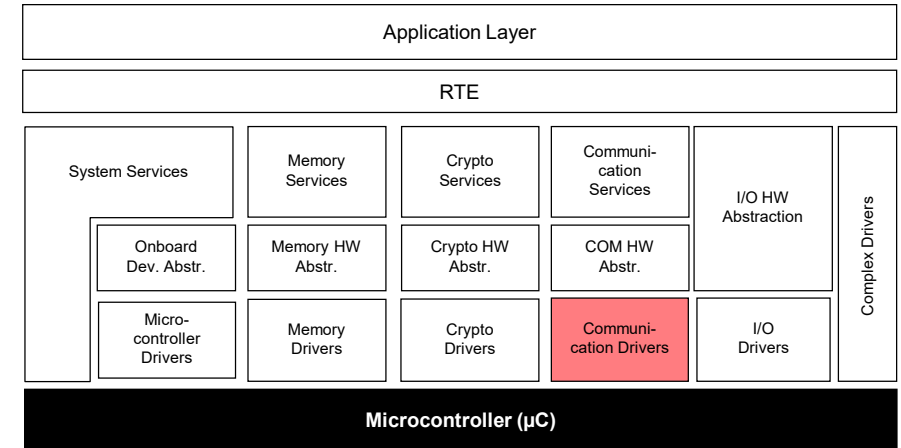 Application Layer
RTE
System Services
Memory
Services
Crypto
Services
Communi-
cation
Services
I/O HW
Abstraction
Complex Drivers
Onboard
Dev. Abstr.
Memory HW
Abstr.
Crypto HW
Abstr.
COM HW
Abstr.
Micro-
controller
Drivers
Memory
Drivers
Crypto
Drivers
Communi-
cation Drivers
I/O
Drivers
Microcontroller (µC)